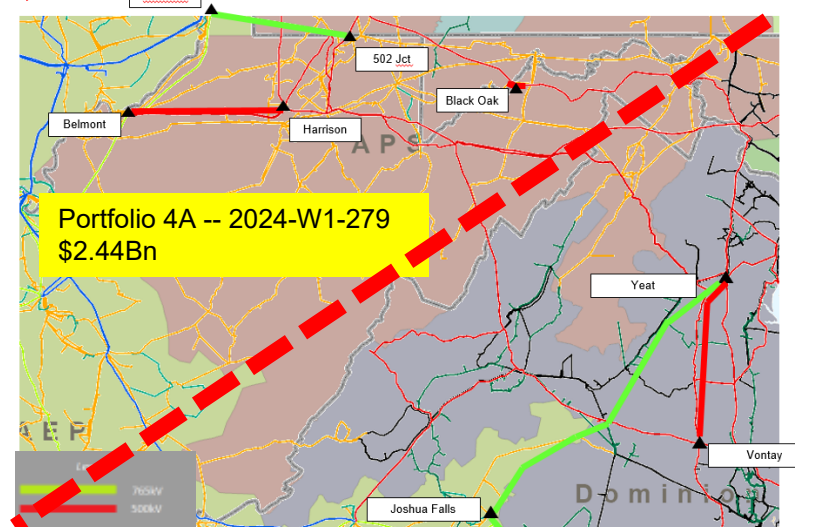 502 Jct
Black Oak
Belmont
Harrison
APS
Portfolio 4A -- 2024-W1-279
$2.44Bn
Yeat
AEP
Vontay
765kV
500kV
Joshua Falls
Dominion